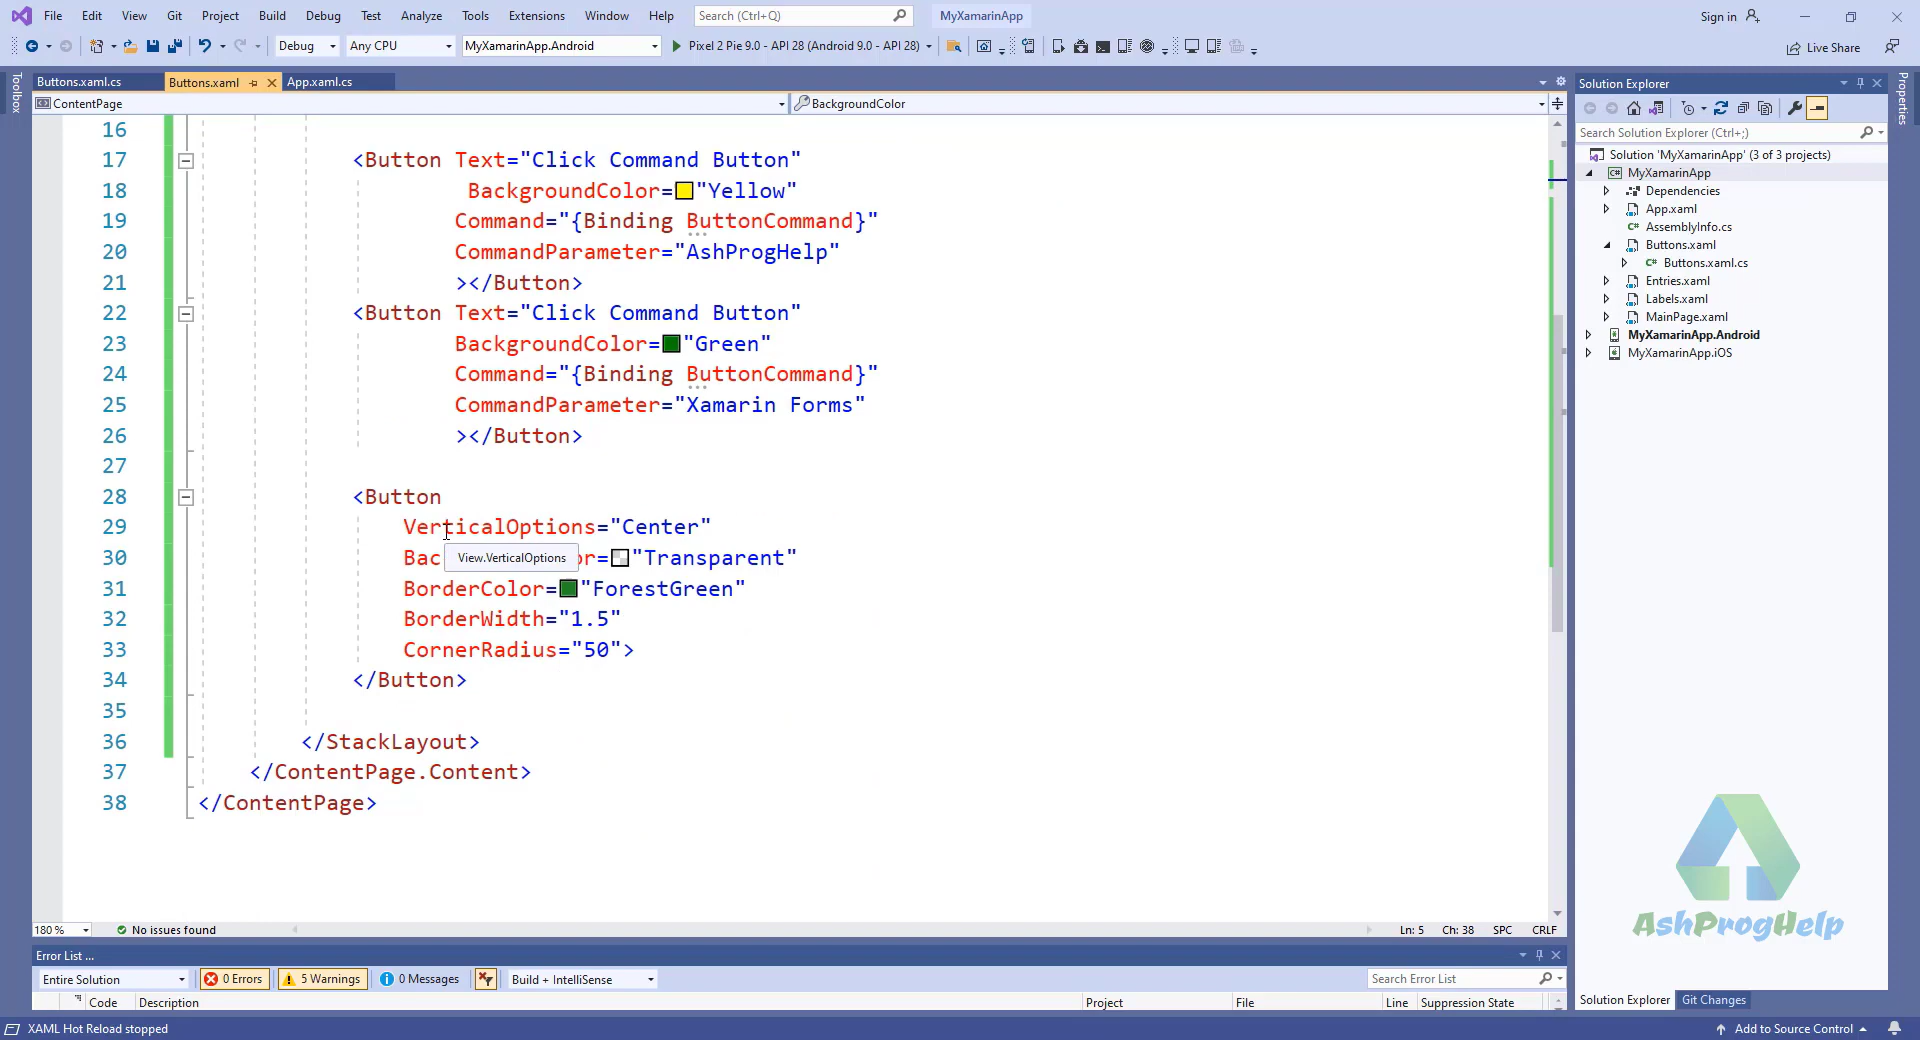 File Edit View Git Project Build Debug Test Analyze Tools Extensions Window Help Search (Ctrl+Q) MyXamarinApp Sign in
Debug Any CPU MyXamarinApp.Android Pixel 2 Pie 9.0 - API 28 (Android 9.0 - API 28) Live Share
Toolbox
Buttons.xaml.cs Buttons.xaml App.xaml.cs
ContentPage BackgroundColor
16
17 <Button Text="Click Command Button"
18 BackgroundColor="Yellow"
19 Command="{Binding ButtonCommand}"
20 CommandParameter="AshProgHelp"
21 ></Button>
22 <Button Text="Click Command Button"
23 BackgroundColor="Green"
24 Command="{Binding ButtonCommand}"
25 CommandParameter="Xamarin Forms"
26 ></Button>
27
28 <Button
29 VerticalOptions="Center"
30 Bac or="Transparent"
View.VerticalOptions
31 BorderColor="ForestGreen"
32 BorderWidth="1.5"
33 CornerRadius="50">
34 </Button>
35
36 </StackLayout>
37 </ContentPage.Content>
38 </ContentPage>
180 % No issues found Ln: 5 Ch: 38 SPC CRLF
Error List ...
Entire Solution 0 Errors 5 Warnings 0 Messages Build + IntelliSense Search Error List
Code Description Project File Line Suppression State
XAML Hot Reload stopped Add to Source Control
Solution Explorer
Search Solution Explorer (Ctrl+;)
Solution 'MyXamarinApp' (3 of 3 projects)
MyXamarinApp
Dependencies
App.xaml
AssemblyInfo.cs
Buttons.xaml
Buttons.xaml.cs
Entries.xaml
Labels.xaml
MainPage.xaml
MyXamarinApp.Android
MyXamarinApp.iOS
AshProgHelp
Solution Explorer Git Changes
Properties